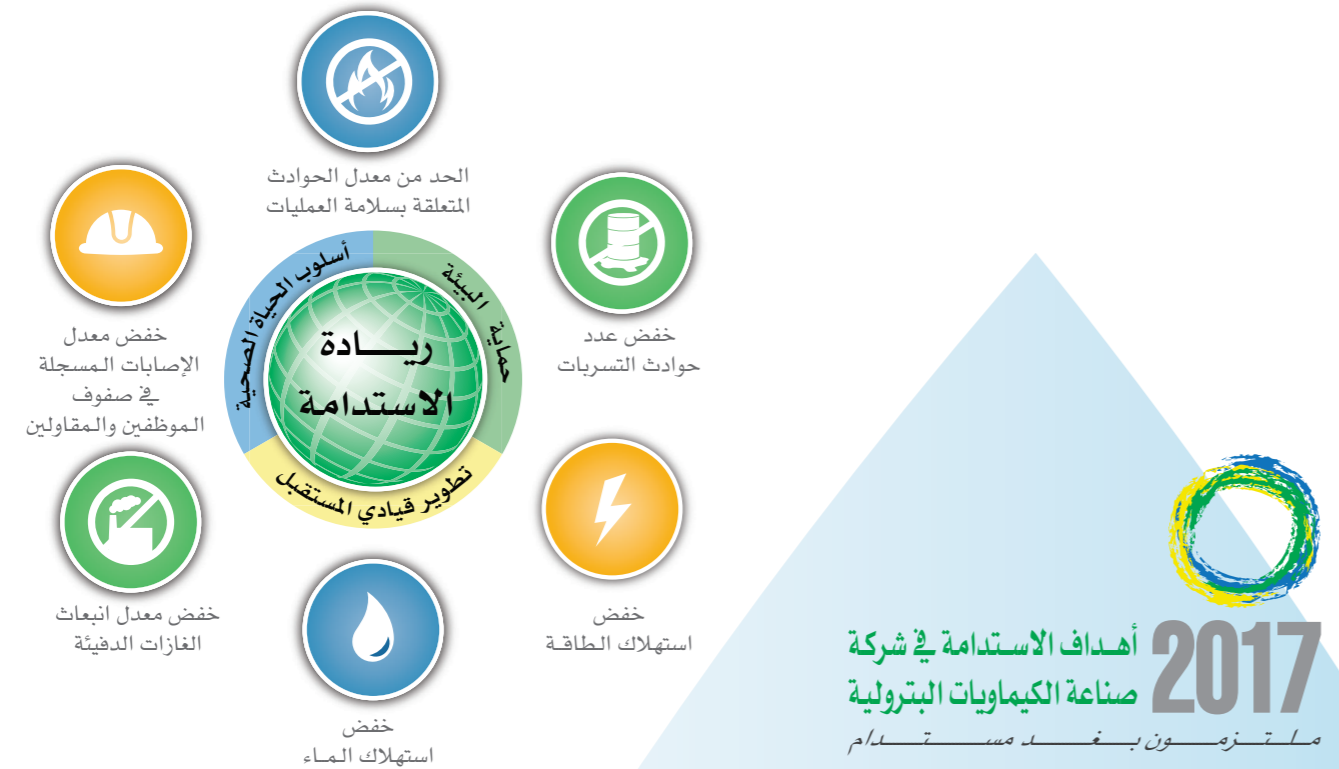 الحد من معدل الحوادث
المتعلقة بسلامة العمليات
خفض عدد
حوادث التسربات
خفض
استهلاك الطاقة
خفض
استهلاك الماء
خفض معدل انبعاث
الغازات الدفيئة
خفض معدل
الإصابات المسجلة
في صفوف
الموظفين والمقاولين
أسلوب الحياة الصحية
حماية البيئة
تطوير قيادي المستقبل
ريادة
الاستدامة
2017
أهداف الاستدامة في شركة
صناعة الكيماويات البترولية
ملتزمون بغد مستدام